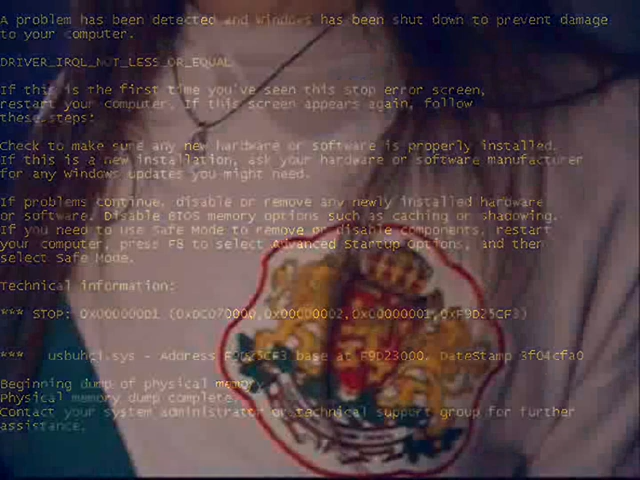 A problem has been detected and Windows has been shut down to prevent damage
to your computer.
DRIVER_IRQL_NOT_LESS_OR_EQUAL
If this is the first time you've seen this stop error screen,
restart your computer. If this screen appears again, follow
these steps:
Check to make sure any new hardware or software is properly installed.
If this is a new installation, ask your hardware or software manufacturer
for any windows updates you might need.
If problems continue, disable or remove any newly installed hardware
or software. Disable BIOS memory options such as caching or shadowing.
If you need to use Safe Mode to remove or disable components, restart
your computer, press F8 to select Advanced Startup Options, and then
select Safe Mode.
Technical information:
*** STOP: 0x000000D1 (0xDC070000,0x00000002,0x00000001,0xF9D25CF3)
*** usbuhci.sys - Address F9D25CF3 base at F9D23000, DateStamp 3f04cfa0
Beginning dump of physical memory
Physical memory dump complete.
Contact your system administrator or technical support group for further
assistance.